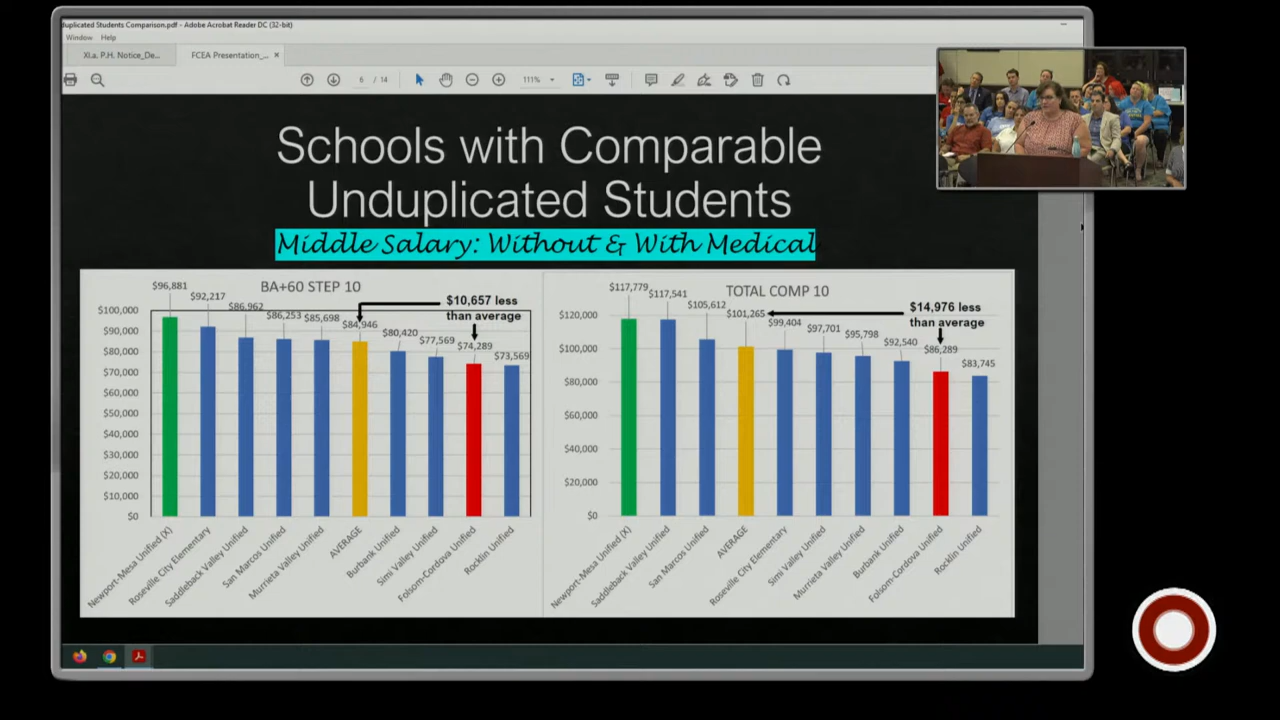 duplicated Students Comparison.pdf - Adobe Acrobat Reader DC (32-bit)
Window Help
XI.a. P.H. Notice_De...
FCEA Presentation_... ×
6 / 14
111%
Schools with Comparable
Unduplicated Students
Middle Salary: Without & With Medical
BA+60 STEP 10
$10,657 less
than average
$96,881
$92,217
$86,962
$86,253
$85,698
$84,946
$80,420
$77,569
$74,289
$73,569
$100,000
$90,000
$80,000
$70,000
$60,000
$50,000
$40,000
$30,000
$20,000
$10,000
$0
Newport-Mesa Unified (X)
Roseville City Elementary
Saddleback Valley Unified
San Marcos Unified
Murrieta Valley Unified
AVERAGE
Burbank Unified
Simi Valley Unified
Folsom-Cordova Unified
Rocklin Unified
TOTAL COMP 10
$14,976 less
than average
$117,779
$117,541
$105,612
$101,265
$99,404
$97,701
$95,798
$92,540
$86,289
$83,745
$120,000
$100,000
$80,000
$60,000
$40,000
$20,000
$0
Newport-Mesa Unified (X)
Saddleback Valley Unified
San Marcos Unified
AVERAGE
Roseville City Elementary
Simi Valley Unified
Murrieta Valley Unified
Burbank Unified
Folsom-Cordova Unified
Rocklin Unified